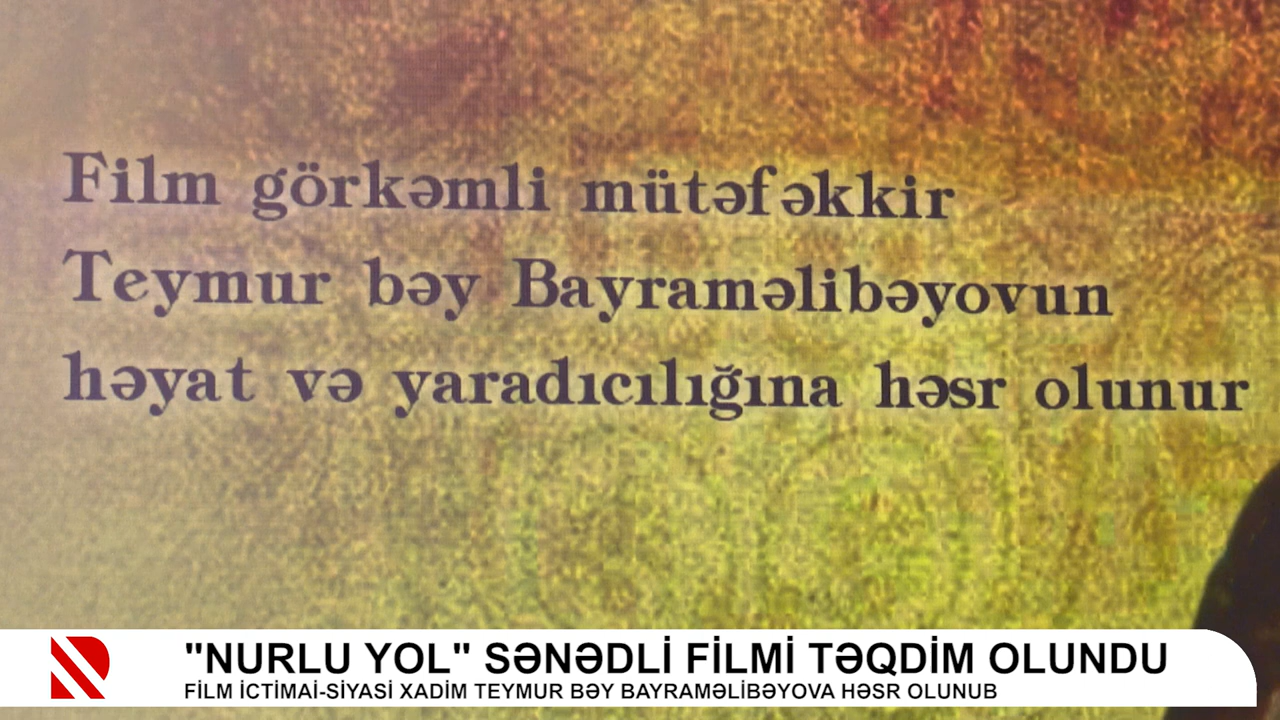 Film görkəmli mütəfəkkir
Teymur bəy Bayraməlibəyovun
həyat və yaradıcılığına həsr olunur
"NURLU YOL" SƏNƏDLİ FİLMİ TƏQDİM OLUNDU
FİLM İCTİMAİ-SİYASİ XADİM TEYMUR BƏY BAYRAMƏLİBƏYOVA HƏSR OLUNUB